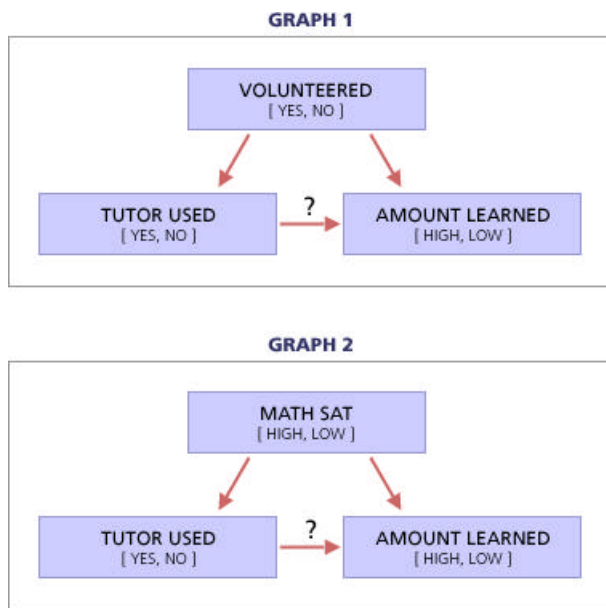 GRAPH 1
VOLUNTEERED
[ YES, NO ]
?
TUTOR USED
[ YES, NO ]
AMOUNT LEARNED
[ HIGH, LOW ]
GRAPH 2
MATH SAT
[ HIGH, LOW ]
?
TUTOR USED
[ YES, NO ]
AMOUNT LEARNED
[ HIGH, LOW ]